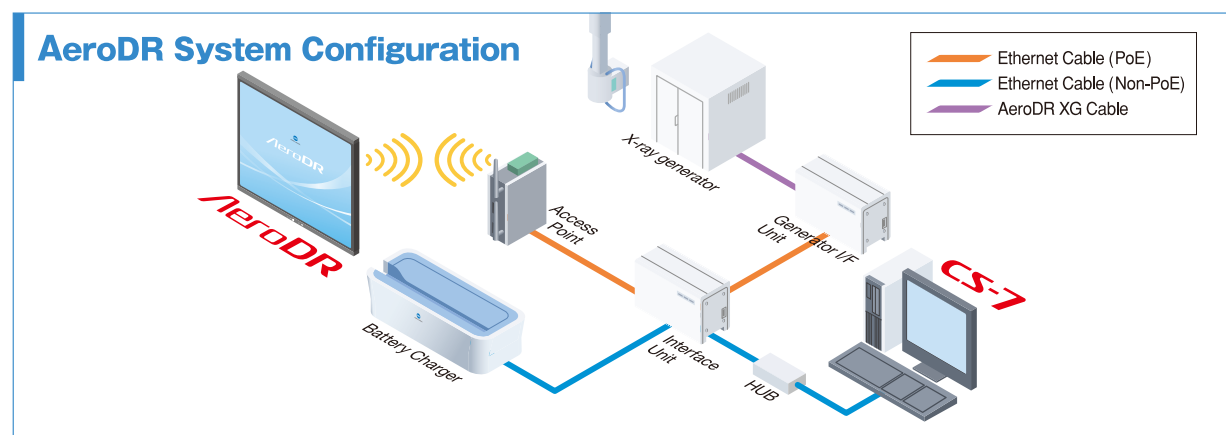 AeroDR System Configuration
Ethernet Cable (PoE)
Ethernet Cable (Non-PoE)
AeroDR XG Cable
AeroDR
AeroDR
Access
Point
X-ray generator
Generator I/F
Unit
Battery Charger
Interface
Unit
HUB
CS-7